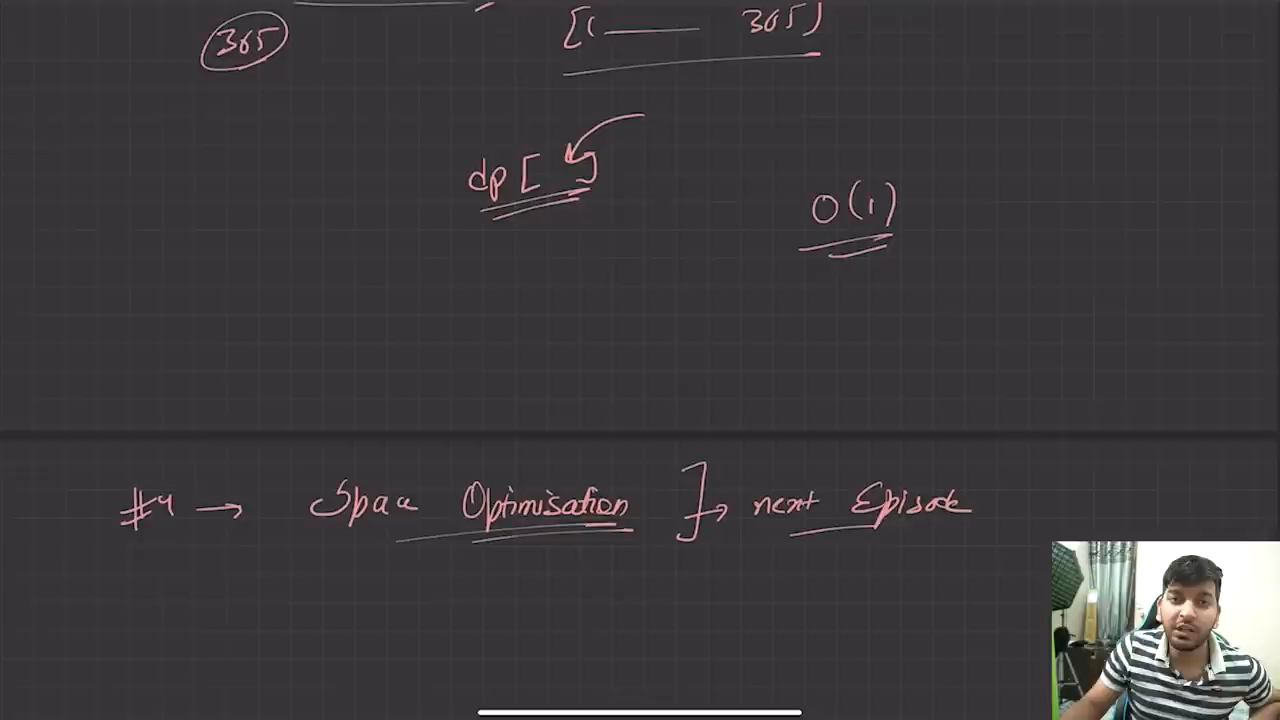 365
[1 —— 365]
dp[ ]
O(1)
#4 → Space Optimisation ] → next Episode